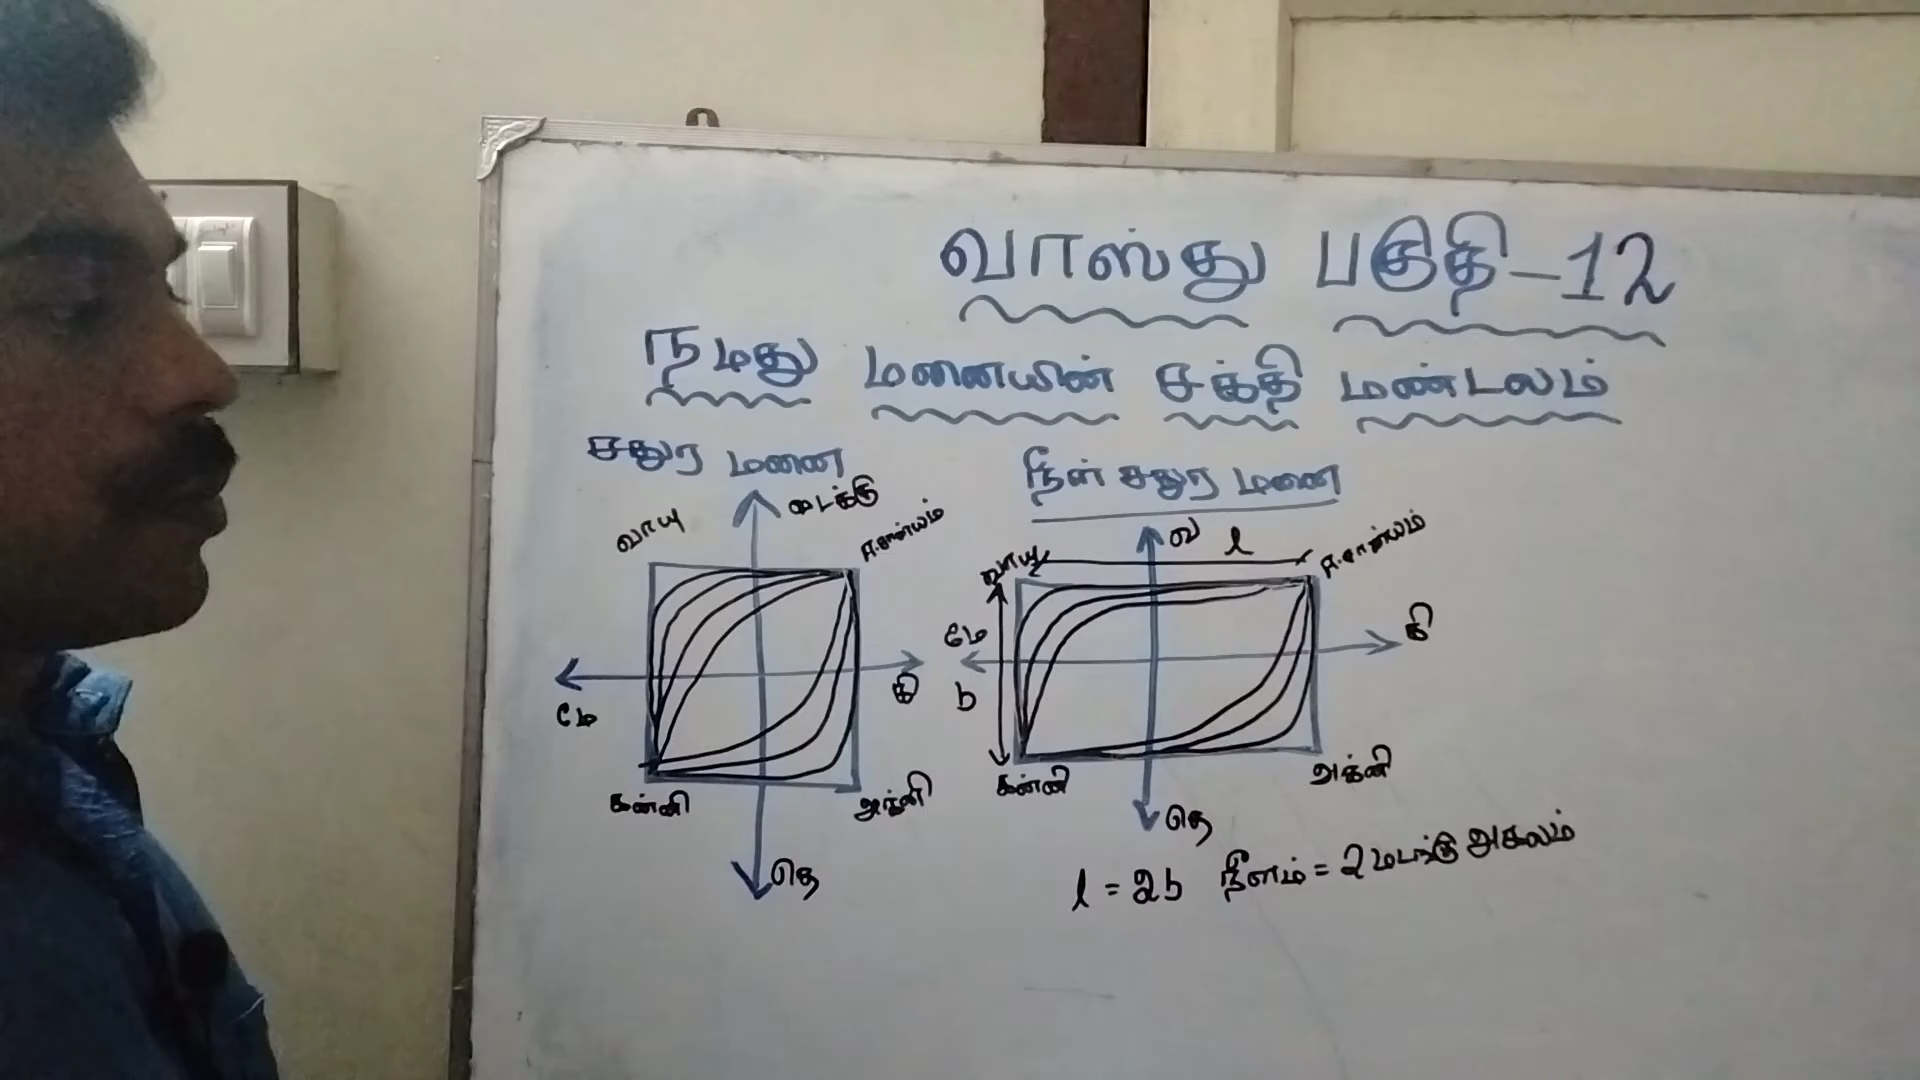 வாஸ்து பகுதி-12
நமது மனையின் சக்தி மண்டலம்
சதுர மனை
நீள் சதுர மனை
வடக்கு
வாயு
ஈசான்யம்
மே
கி
கன்னி
அக்னி
தெ
வ
l
வாயு
ஈசான்யம்
மே
கி
b
கன்னி
அக்னி
தெ
l = 2b நீளம் = 2 மடங்கு அகலம்